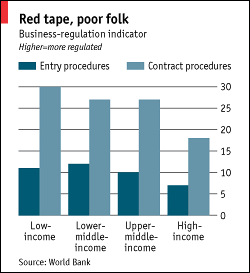 Red tape, poor folk
Business-regulation indicator
Higher=more regulated
Entry procedures Contract procedures
30
25
20
15
10
5
0
Low-income
Lower-middle-income
Upper-middle-income
High-income
Source: World Bank